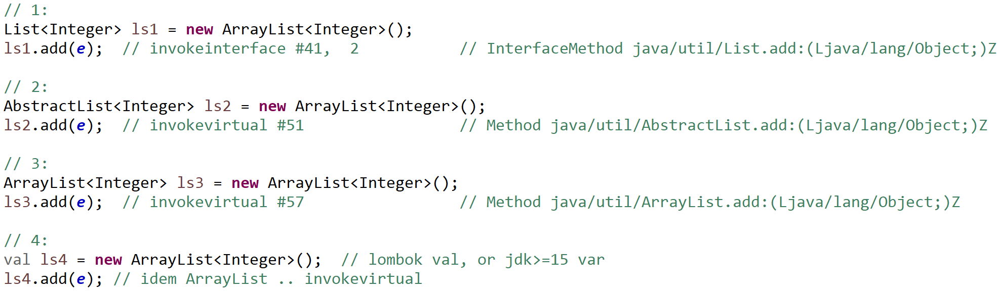 // 1:
List<Integer> ls1 = new ArrayList<Integer>();
ls1.add(e);  // invokeinterface #41,  2           // InterfaceMethod java/util/List.add:(Ljava/lang/Object;)Z
// 2:
AbstractList<Integer> ls2 = new ArrayList<Integer>();
ls2.add(e);  // invokevirtual #51                 // Method java/util/AbstractList.add:(Ljava/lang/Object;)Z
// 3:
ArrayList<Integer> ls3 = new ArrayList<Integer>();
ls3.add(e);  // invokevirtual #57                 // Method java/util/ArrayList.add:(Ljava/lang/Object;)Z
// 4:
val ls4 = new ArrayList<Integer>();  // lombok val, or jdk>=15 var
ls4.add(e); // idem ArrayList .. invokevirtual